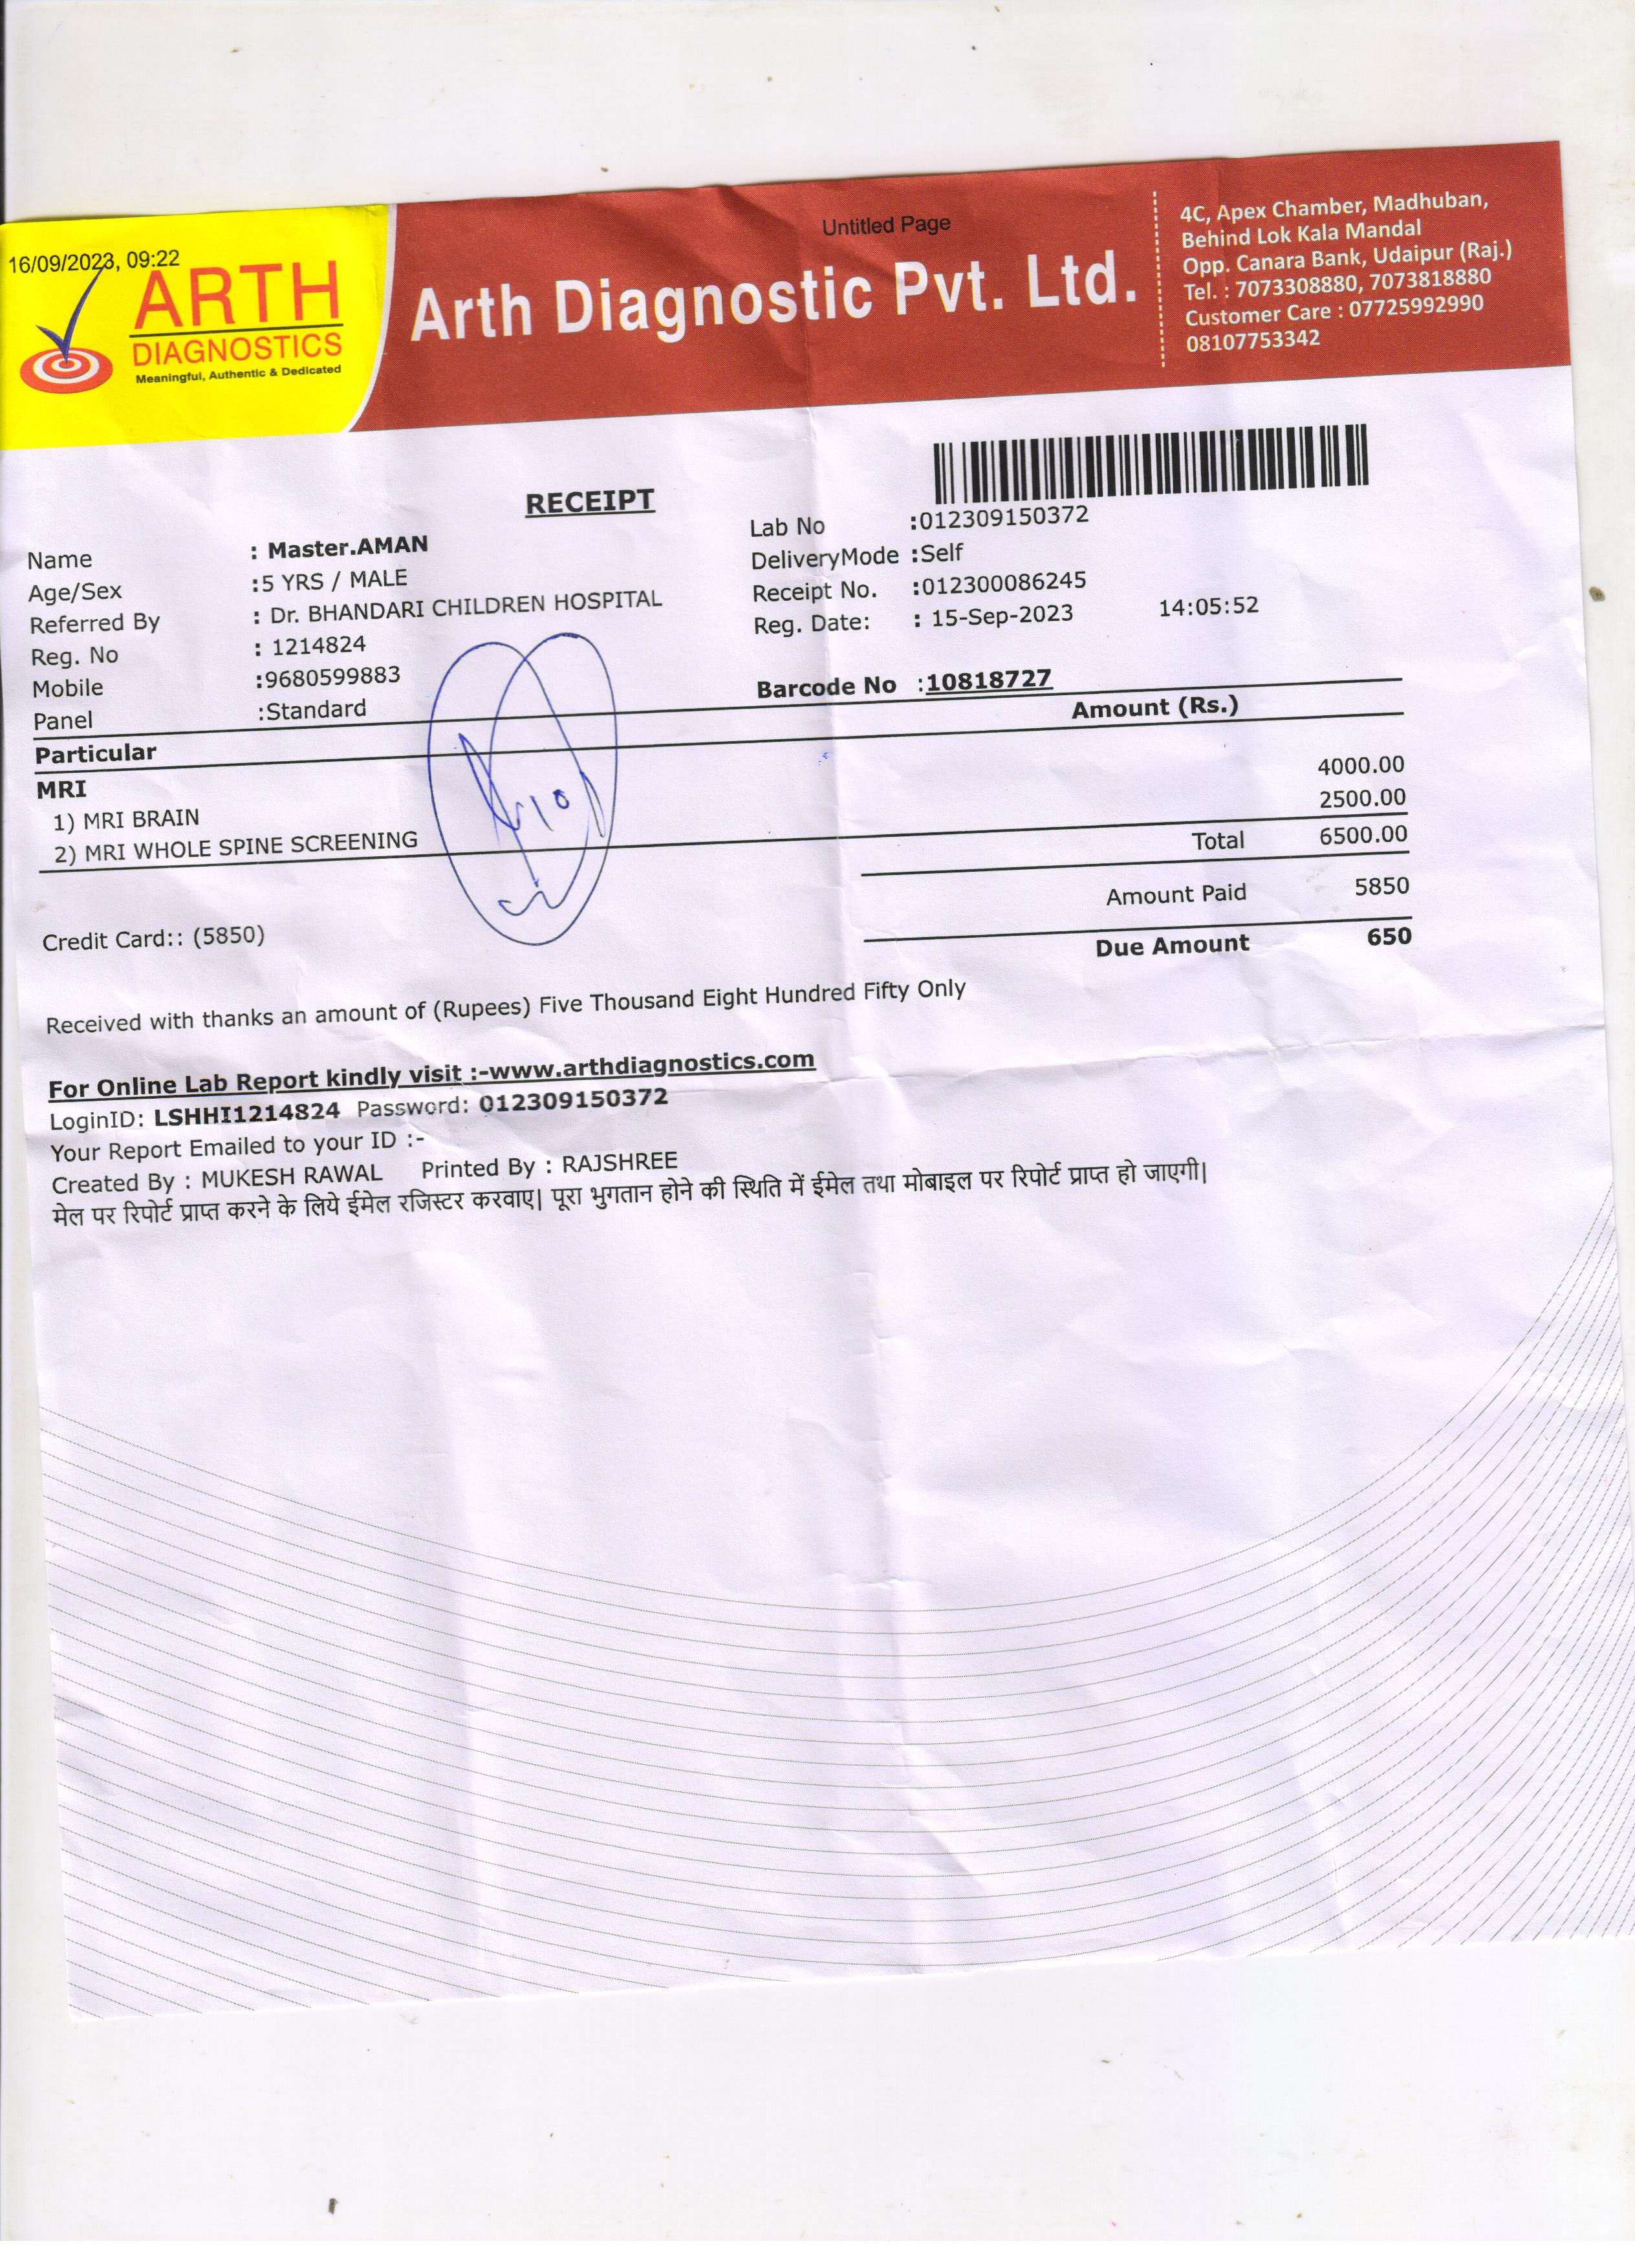 Untitled Page
16/09/2023, 09:22
ARTH
DIAGNOSTICS
Meaningful, Authentic & Dedicated
Arth Diagnostic Pvt. Ltd.
4C, Apex Chamber, Madhuban,
Behind Lok Kala Mandal
Opp. Canara Bank, Udaipur (Raj.)
Tel. : 7073308880, 7073818880
Customer Care : 07725992990
08107753342
RECEIPT
Name : Master.AMAN
Age/Sex :5 YRS / MALE
Referred By : Dr. BHANDARI CHILDREN HOSPITAL
Reg. No : 1214824
Mobile :9680599883
Panel :Standard
Lab No :012309150372
DeliveryMode :Self
Receipt No. :012300086245
Reg. Date: : 15-Sep-2023 14:05:52
Barcode No :10818727
Particular Amount (Rs.)
MRI
1) MRI BRAIN 4000.00
2) MRI WHOLE SPINE SCREENING 2500.00
Total 6500.00
Amount Paid 5850
Credit Card:: (5850)
Due Amount 650
Received with thanks an amount of (Rupees) Five Thousand Eight Hundred Fifty Only
For Online Lab Report kindly visit :-www.arthdiagnostics.com
LoginID: LSHHI1214824 Password: 012309150372
Your Report Emailed to your ID :-
Created By : MUKESH RAWAL Printed By : RAJSHREE
मेल पर रिपोर्ट प्राप्त करने के लिये ईमेल रजिस्टर करवाए| पूरा भुगतान होने की स्थिति में ईमेल तथा मोबाइल पर रिपोर्ट प्राप्त हो जाएगी|